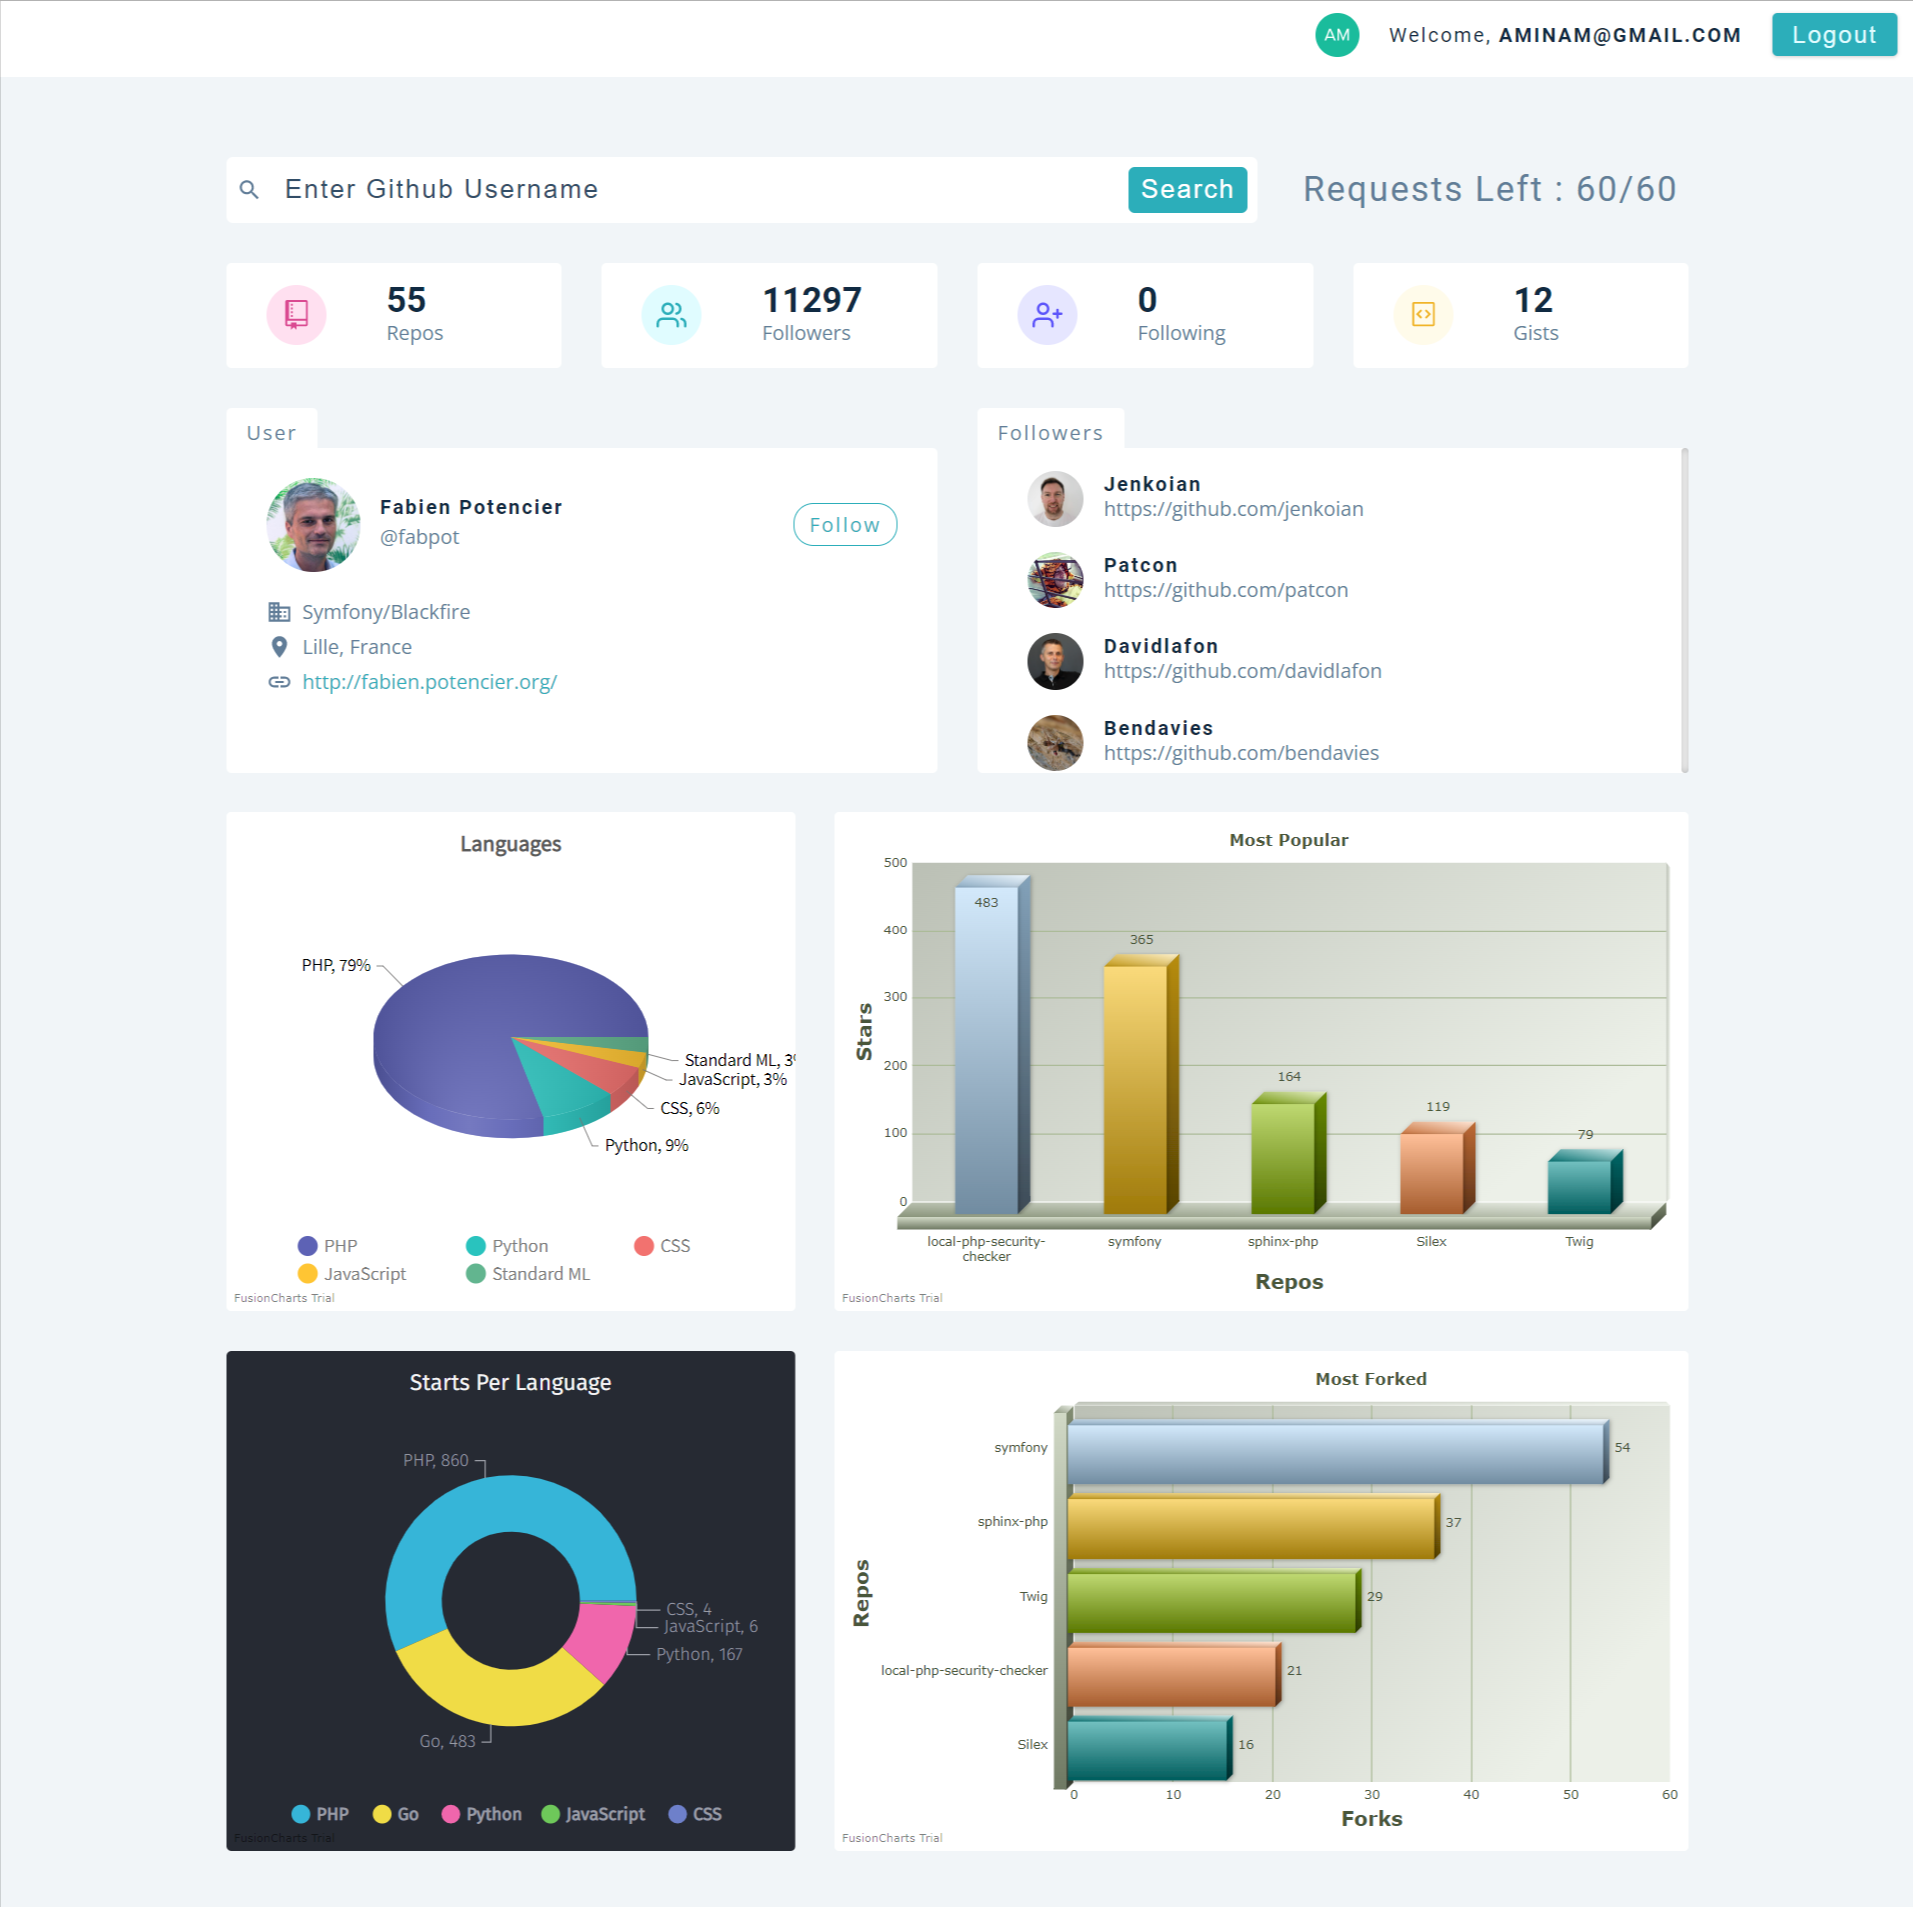 AM Welcome, AMINAM@GMAIL.COM Logout
Enter Github Username Search Requests Left : 60/60
55
Repos
11297
Followers
0
Following
12
Gists
User
Fabien Potencier
@fabpot
Follow
Symfony/Blackfire
Lille, France
http://fabien.potencier.org/
Followers
Jenkoian
https://github.com/jenkoian
Patcon
https://github.com/patcon
Davidlafon
https://github.com/davidlafon
Bendavies
https://github.com/bendavies
Languages
PHP, 79%
Standard ML, 3%
JavaScript, 3%
CSS, 6%
Python, 9%
PHP Python CSS
JavaScript Standard ML
FusionCharts Trial
Most Popular
Stars
500
400
300
200
100
0
483
365
164
119
79
local-php-security-
checker
symfony
sphinx-php
Silex
Twig
Repos
FusionCharts Trial
Starts Per Language
PHP, 860
CSS, 4
JavaScript, 6
Python, 167
Go, 483
PHP Go Python JavaScript CSS
FusionCharts Trial
Most Forked
Repos
symfony 54
sphinx-php 37
Twig 29
local-php-security-checker 21
Silex 16
0 10 20 30 40 50 60
Forks
FusionCharts Trial